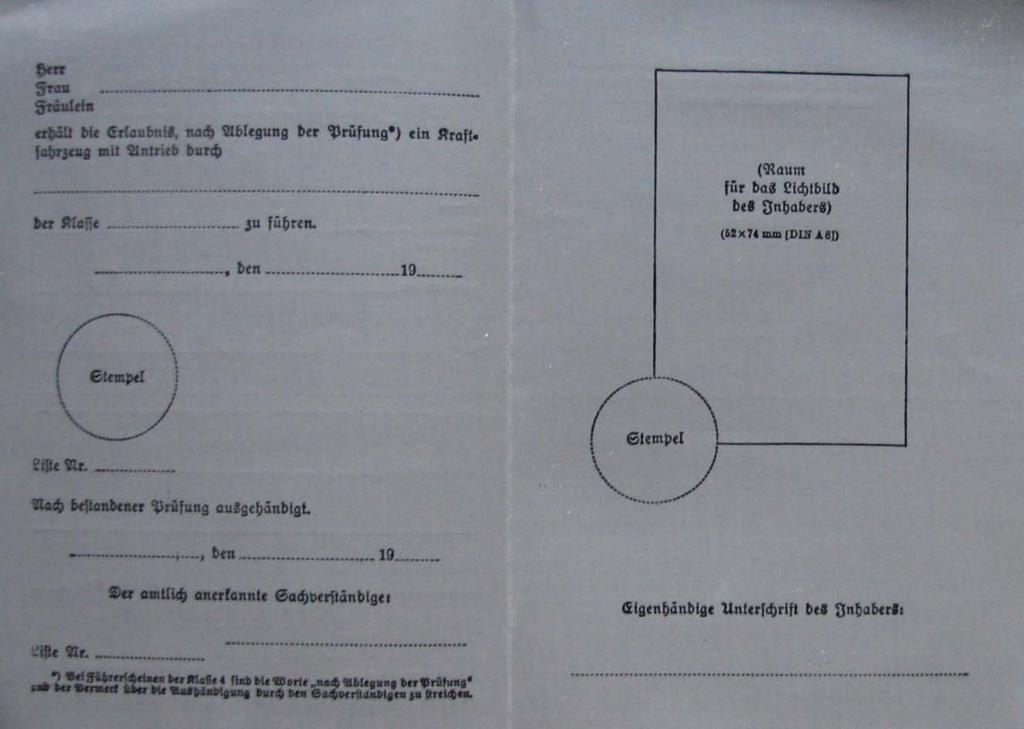 Herr
Frau
Fräulein
erhält die Erlaubnis, nach Ablegung der Prüfung*) ein Kraft-
fahrzeug mit Antrieb durch
der Klasse zu führen.
, den 19
Stempel
Liste Nr.
Nach bestandener Prüfung ausgehändigt.
, den 19
Der amtlich anerkannte Sachverständige:
Liste Nr.
*) Bei Führerscheinen der Klasse 4 sind die Worte „nach Ablegung der Prüfung“
und der Vermerk über die Aushändigung durch den Sachverständigen zu streichen.
(Raum
für das Lichtbild
des Inhabers)
(52×74 mm [DIN A 8])
Stempel
Eigenhändige Unterschrift des Inhabers: